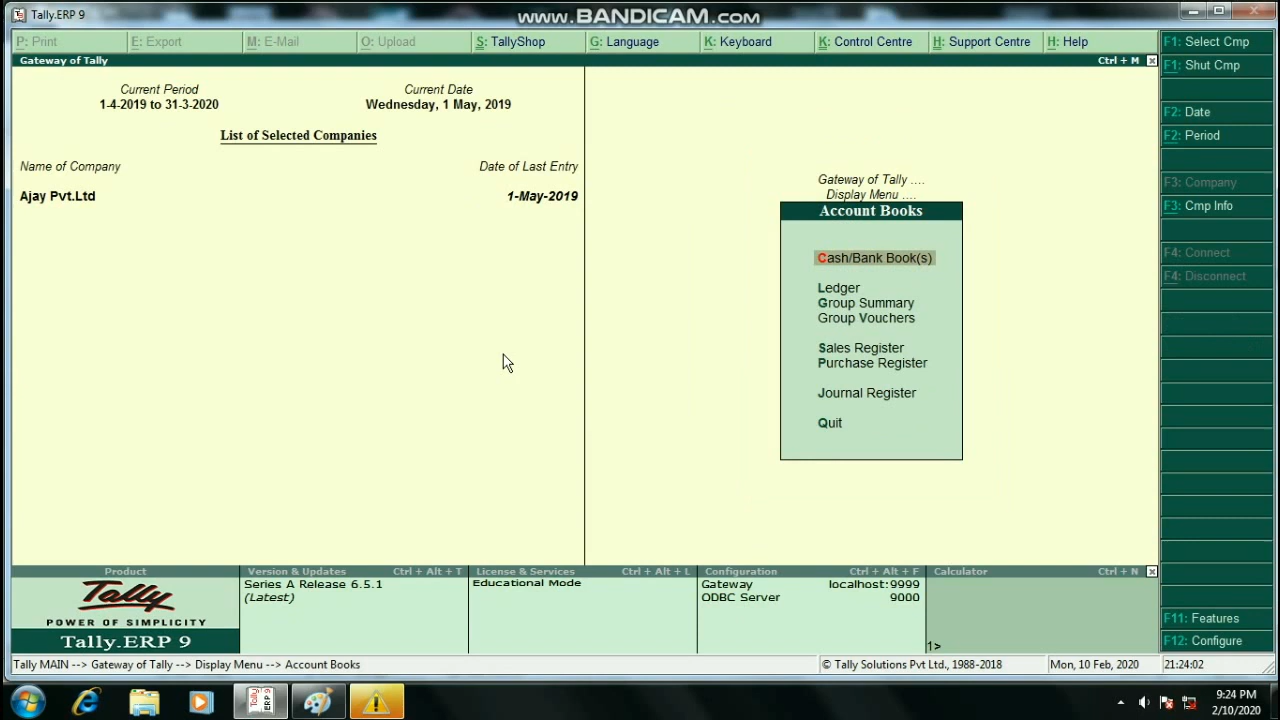 Tally.ERP 9
www.BANDICAM.com
P: Print
E: Export
M: E-Mail
O: Upload
S: TallyShop
G: Language
K: Keyboard
K: Control Centre
H: Support Centre
H: Help
Gateway of Tally
Ctrl + M
Current Period
1-4-2019 to 31-3-2020
Current Date
Wednesday, 1 May, 2019
List of Selected Companies
Name of Company
Date of Last Entry
Ajay Pvt.Ltd
1-May-2019
Gateway of Tally ....
Display Menu ....
Account Books
Cash/Bank Book(s)
Ledger
Group Summary
Group Vouchers
Sales Register
Purchase Register
Journal Register
Quit
F1: Select Cmp
F1: Shut Cmp
F2: Date
F2: Period
F3: Company
F3: Cmp Info
F4: Connect
F4: Disconnect
F11: Features
F12: Configure
Product
Tally
POWER OF SIMPLICITY
Tally.ERP 9
Version & Updates
Ctrl + Alt + T
Series A Release 6.5.1
(Latest)
License & Services
Ctrl + Alt + L
Educational Mode
Configuration
Ctrl + Alt + F
Gateway
localhost:9999
ODBC Server
9000
Calculator
Ctrl + N
1>
Tally MAIN --> Gateway of Tally --> Display Menu --> Account Books
© Tally Solutions Pvt Ltd., 1988-2018
Mon, 10 Feb, 2020
21:24:02
9:24 PM
2/10/2020